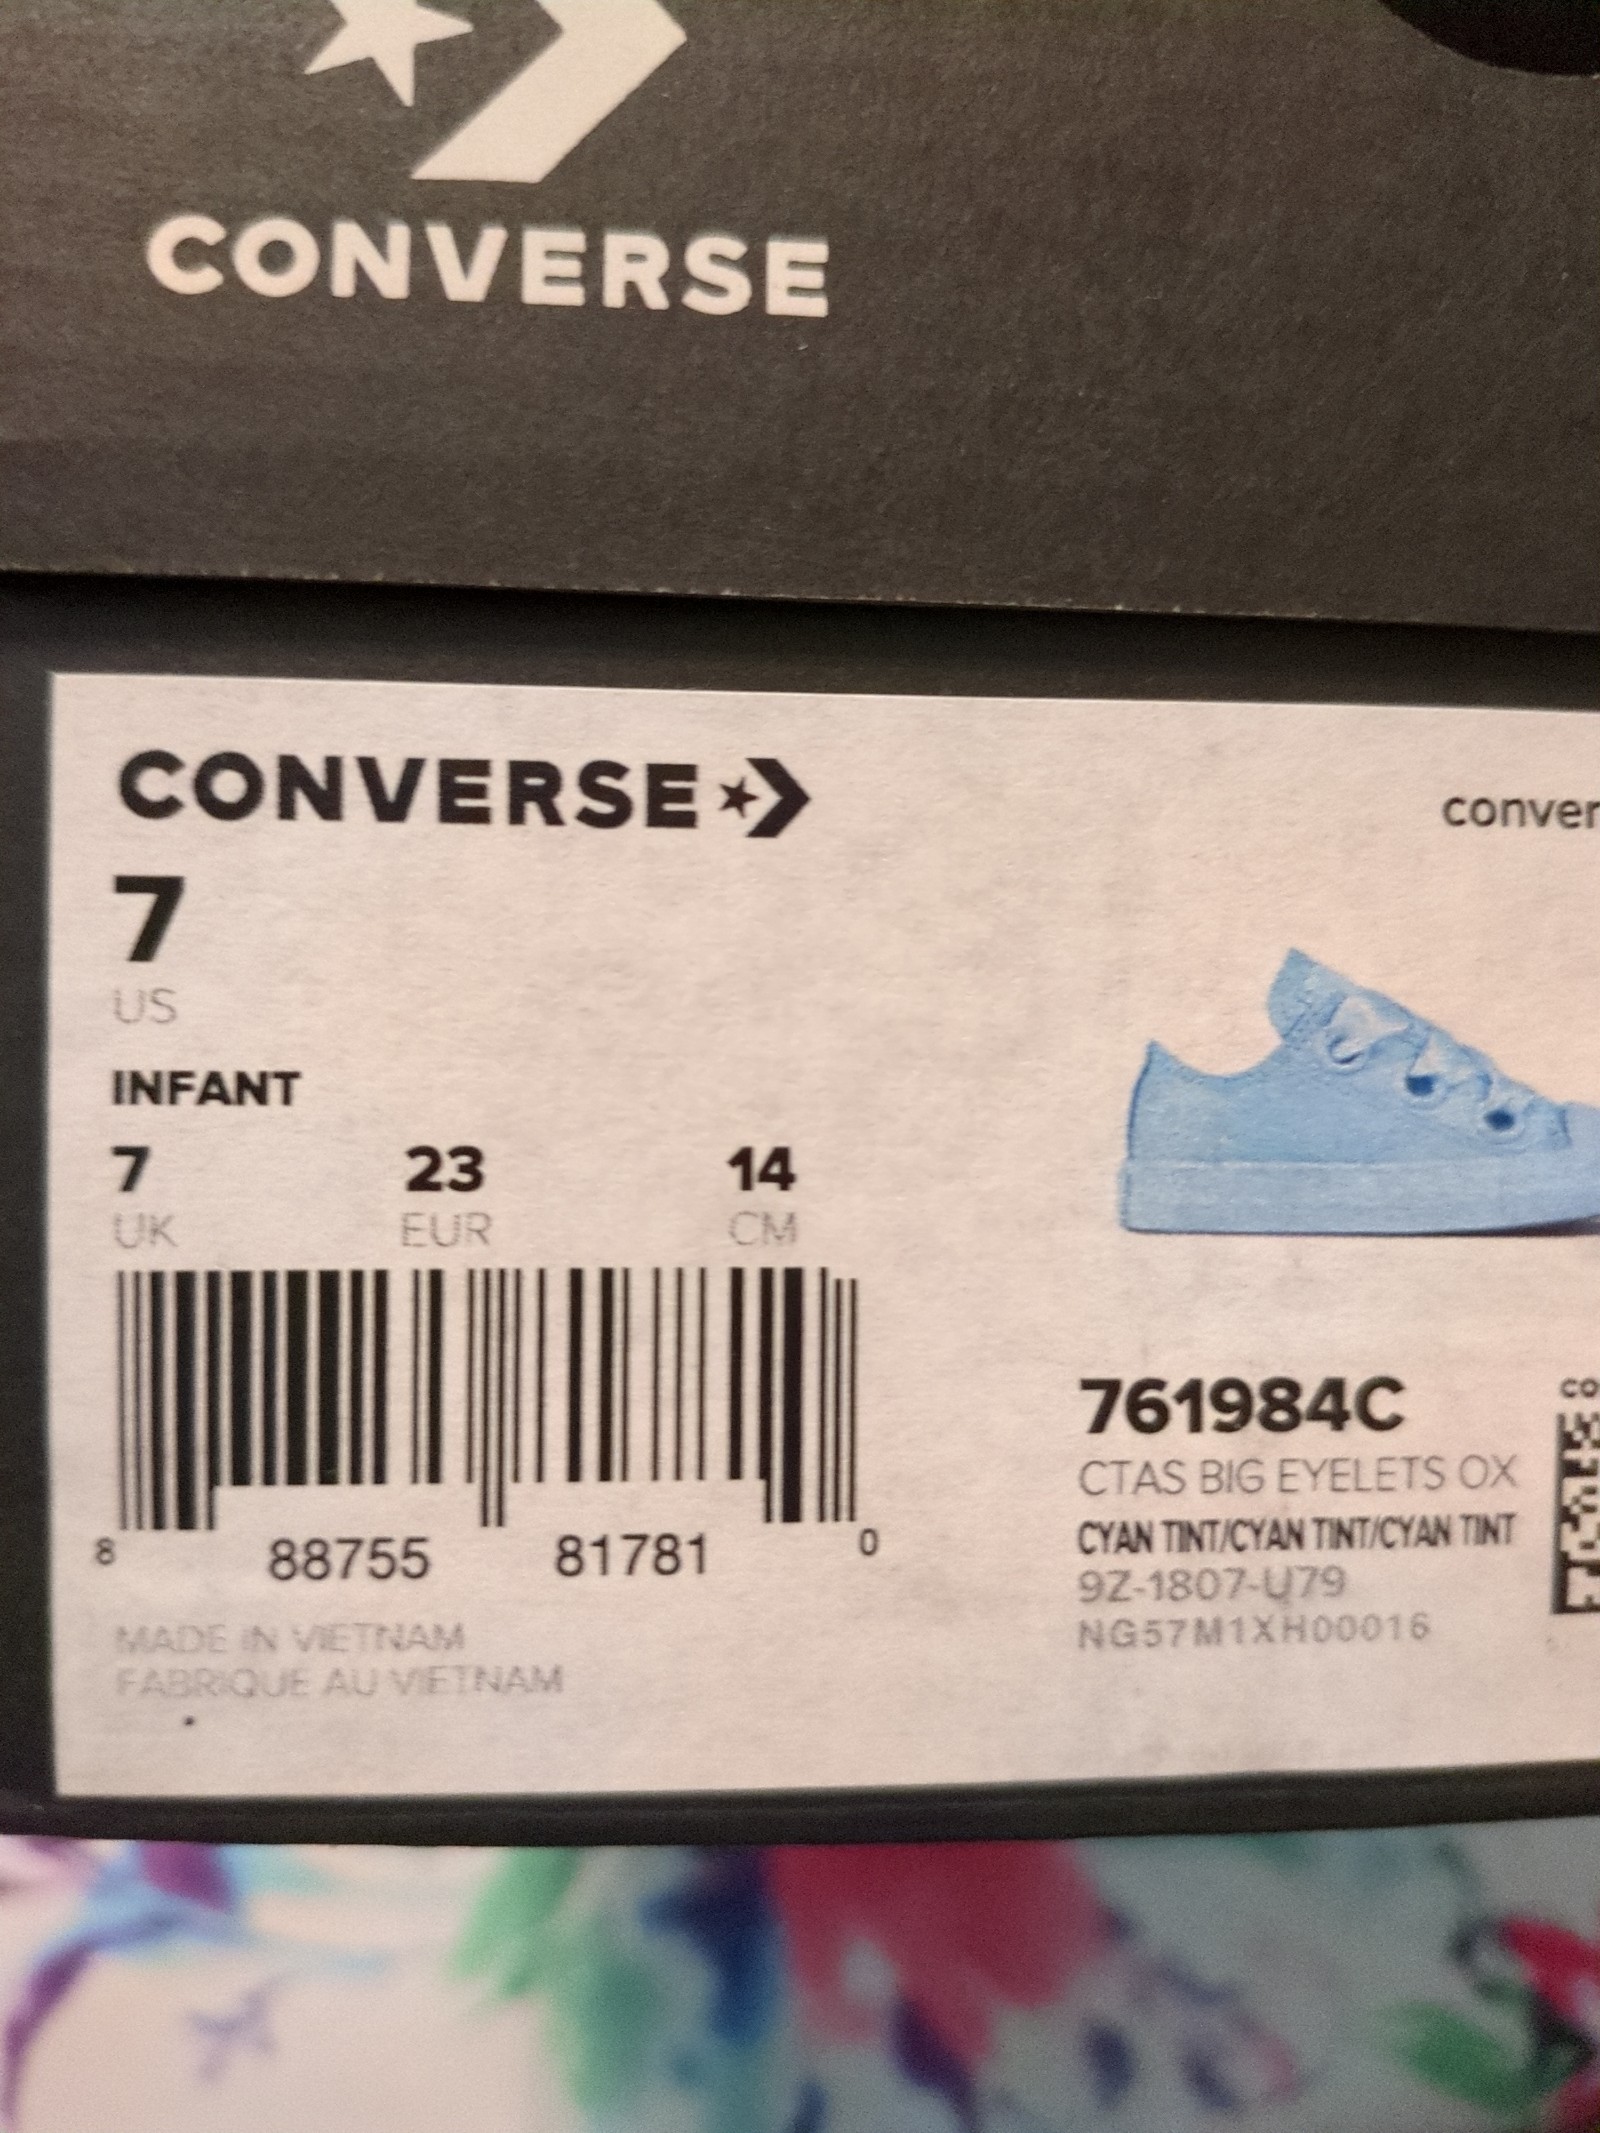 CONVERSE
CONVERSE
conver
7
US
INFANT
7 23 14
UK EUR CM
8 88755 81781 0
MADE IN VIETNAM
FABRIQUE AU VIETNAM
761984C
CTAS BIG EYELETS OX
CYAN TINT/CYAN TINT/CYAN TINT
9Z-1807-U79
NG57M1XH00016
CO